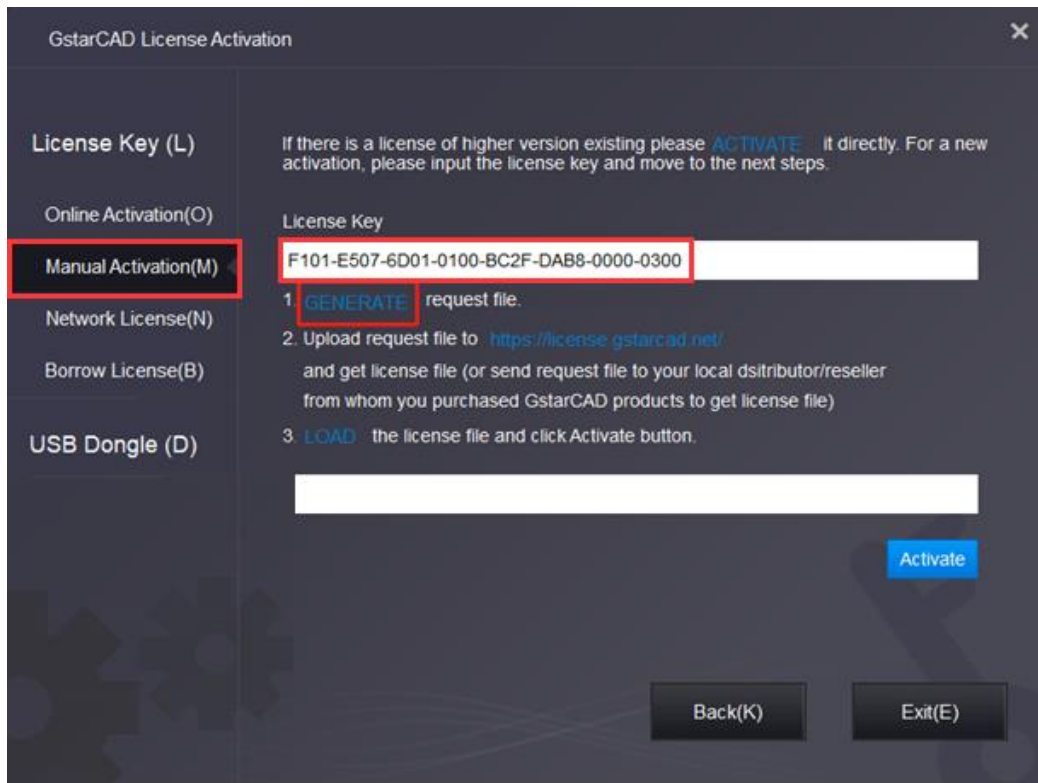 GstarCAD License Activation
License Key (L)
Online Activation(O)
Manual Activation(M)
Network License(N)
Borrow License(B)
USB Dongle (D)
If there is a license of higher version existing please ACTIVATE it directly. For a new
activation, please input the license key and move to the next steps.
License Key
F101-E507-6D01-0100-BC2F-DAB8-0000-0300
1. GENERATE request file.
2. Upload request file to https://license.gstarcad.net/
and get license file (or send request file to your local dsitributor/reseller
from whom you purchased GstarCAD products to get license file)
3. LOAD the license file and click Activate button.
Activate
Back(K)
Exit(E)